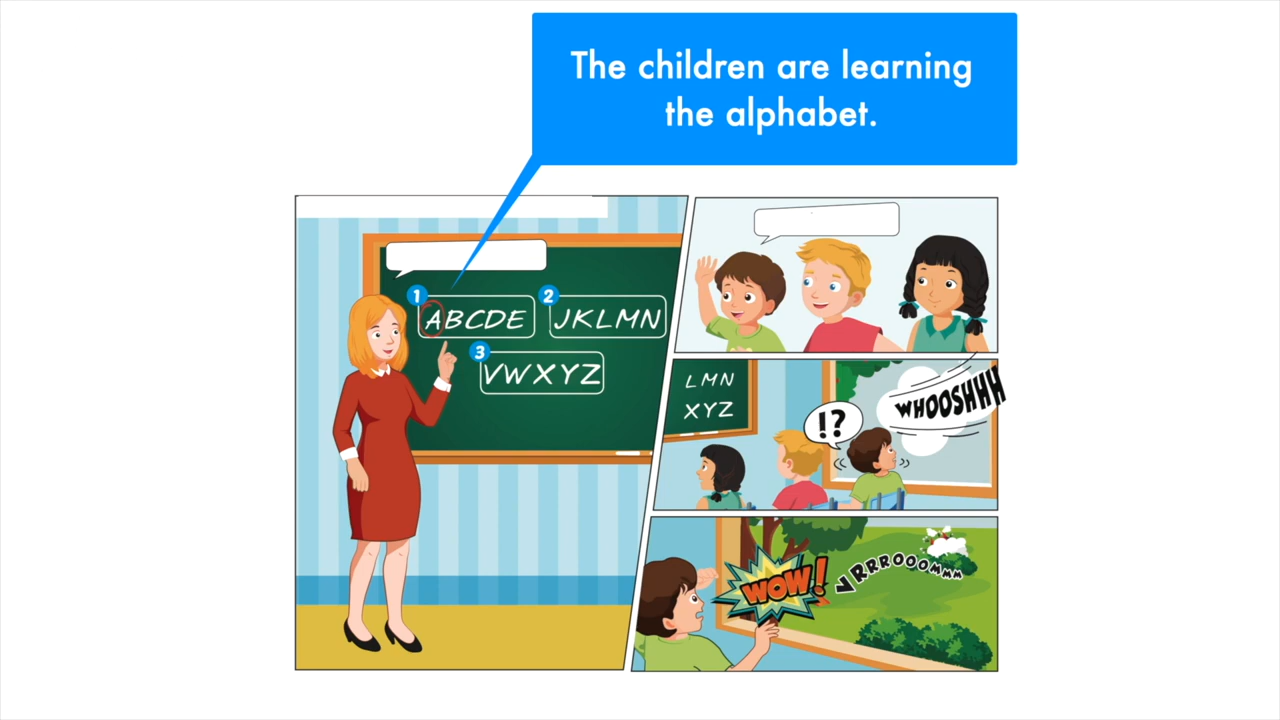 The children are learning
the alphabet.
1
ABCDE
2
JKLMN
3
VWXYZ
LMN
XYZ
!?
WHOOSHHH
WOW!
VRRROOOMMM